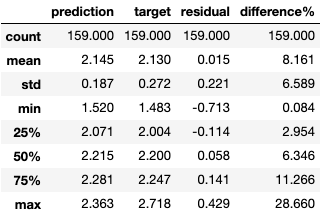 prediction target residual difference%
count 159.000 159.000 159.000 159.000
mean 2.145 2.130 0.015 8.161
std 0.187 0.272 0.221 6.589
min 1.520 1.483 -0.713 0.084
25% 2.071 2.004 -0.114 2.954
50% 2.215 2.200 0.058 6.346
75% 2.281 2.247 0.141 11.266
max 2.363 2.718 0.429 28.660